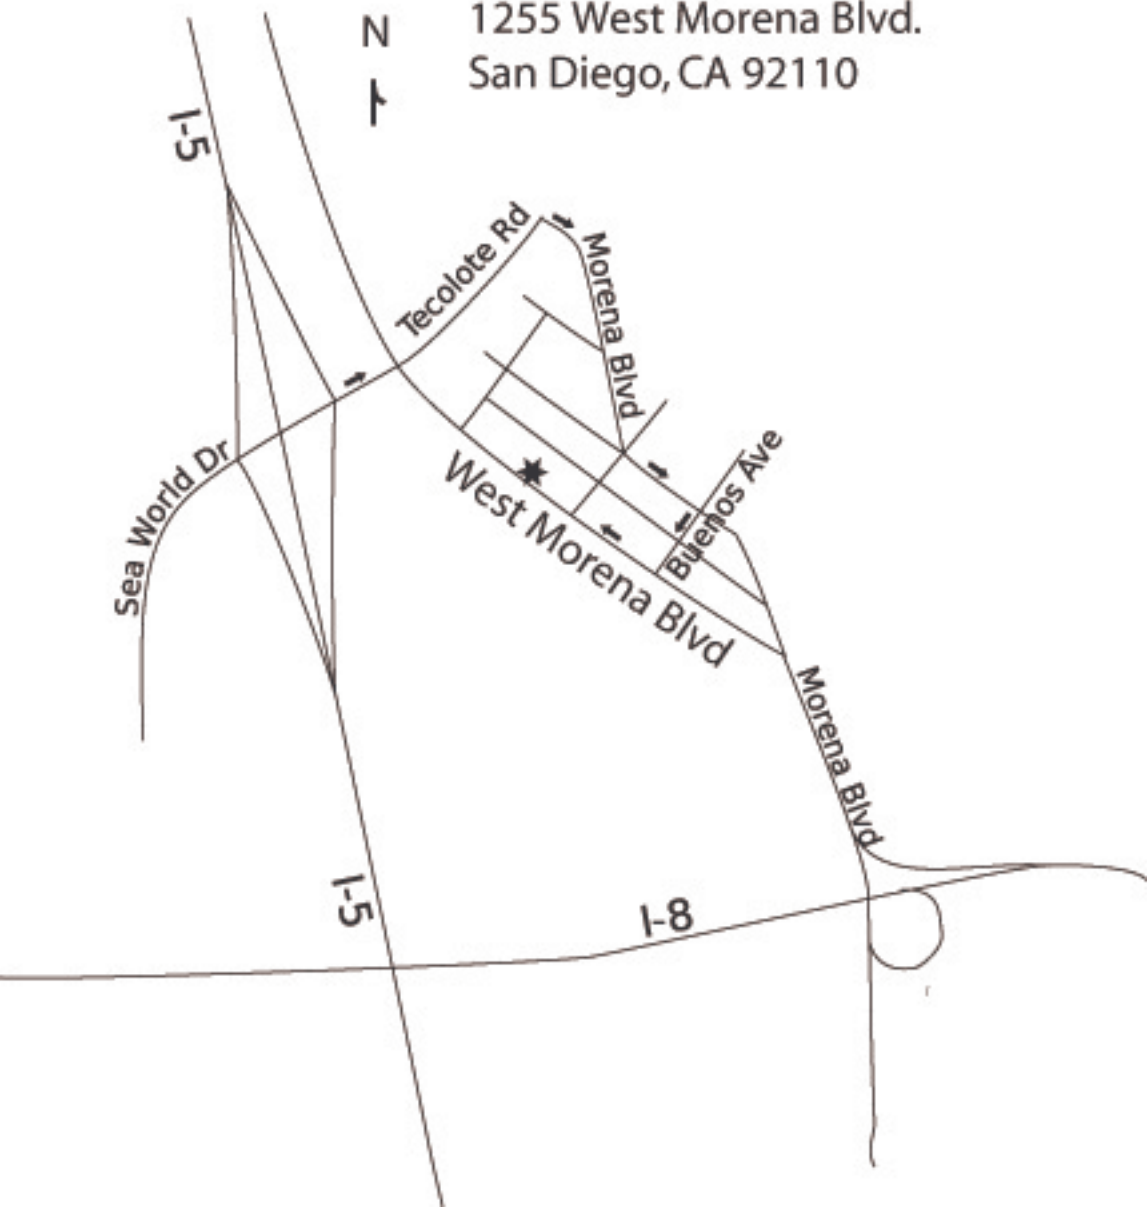 N
1255 West Morena Blvd.
San Diego, CA 92110
I-5
Tecolote Rd
Morena Blvd
Sea World Dr
West Morena Blvd
Buenos Ave
Morena Blvd
I-5
I-8